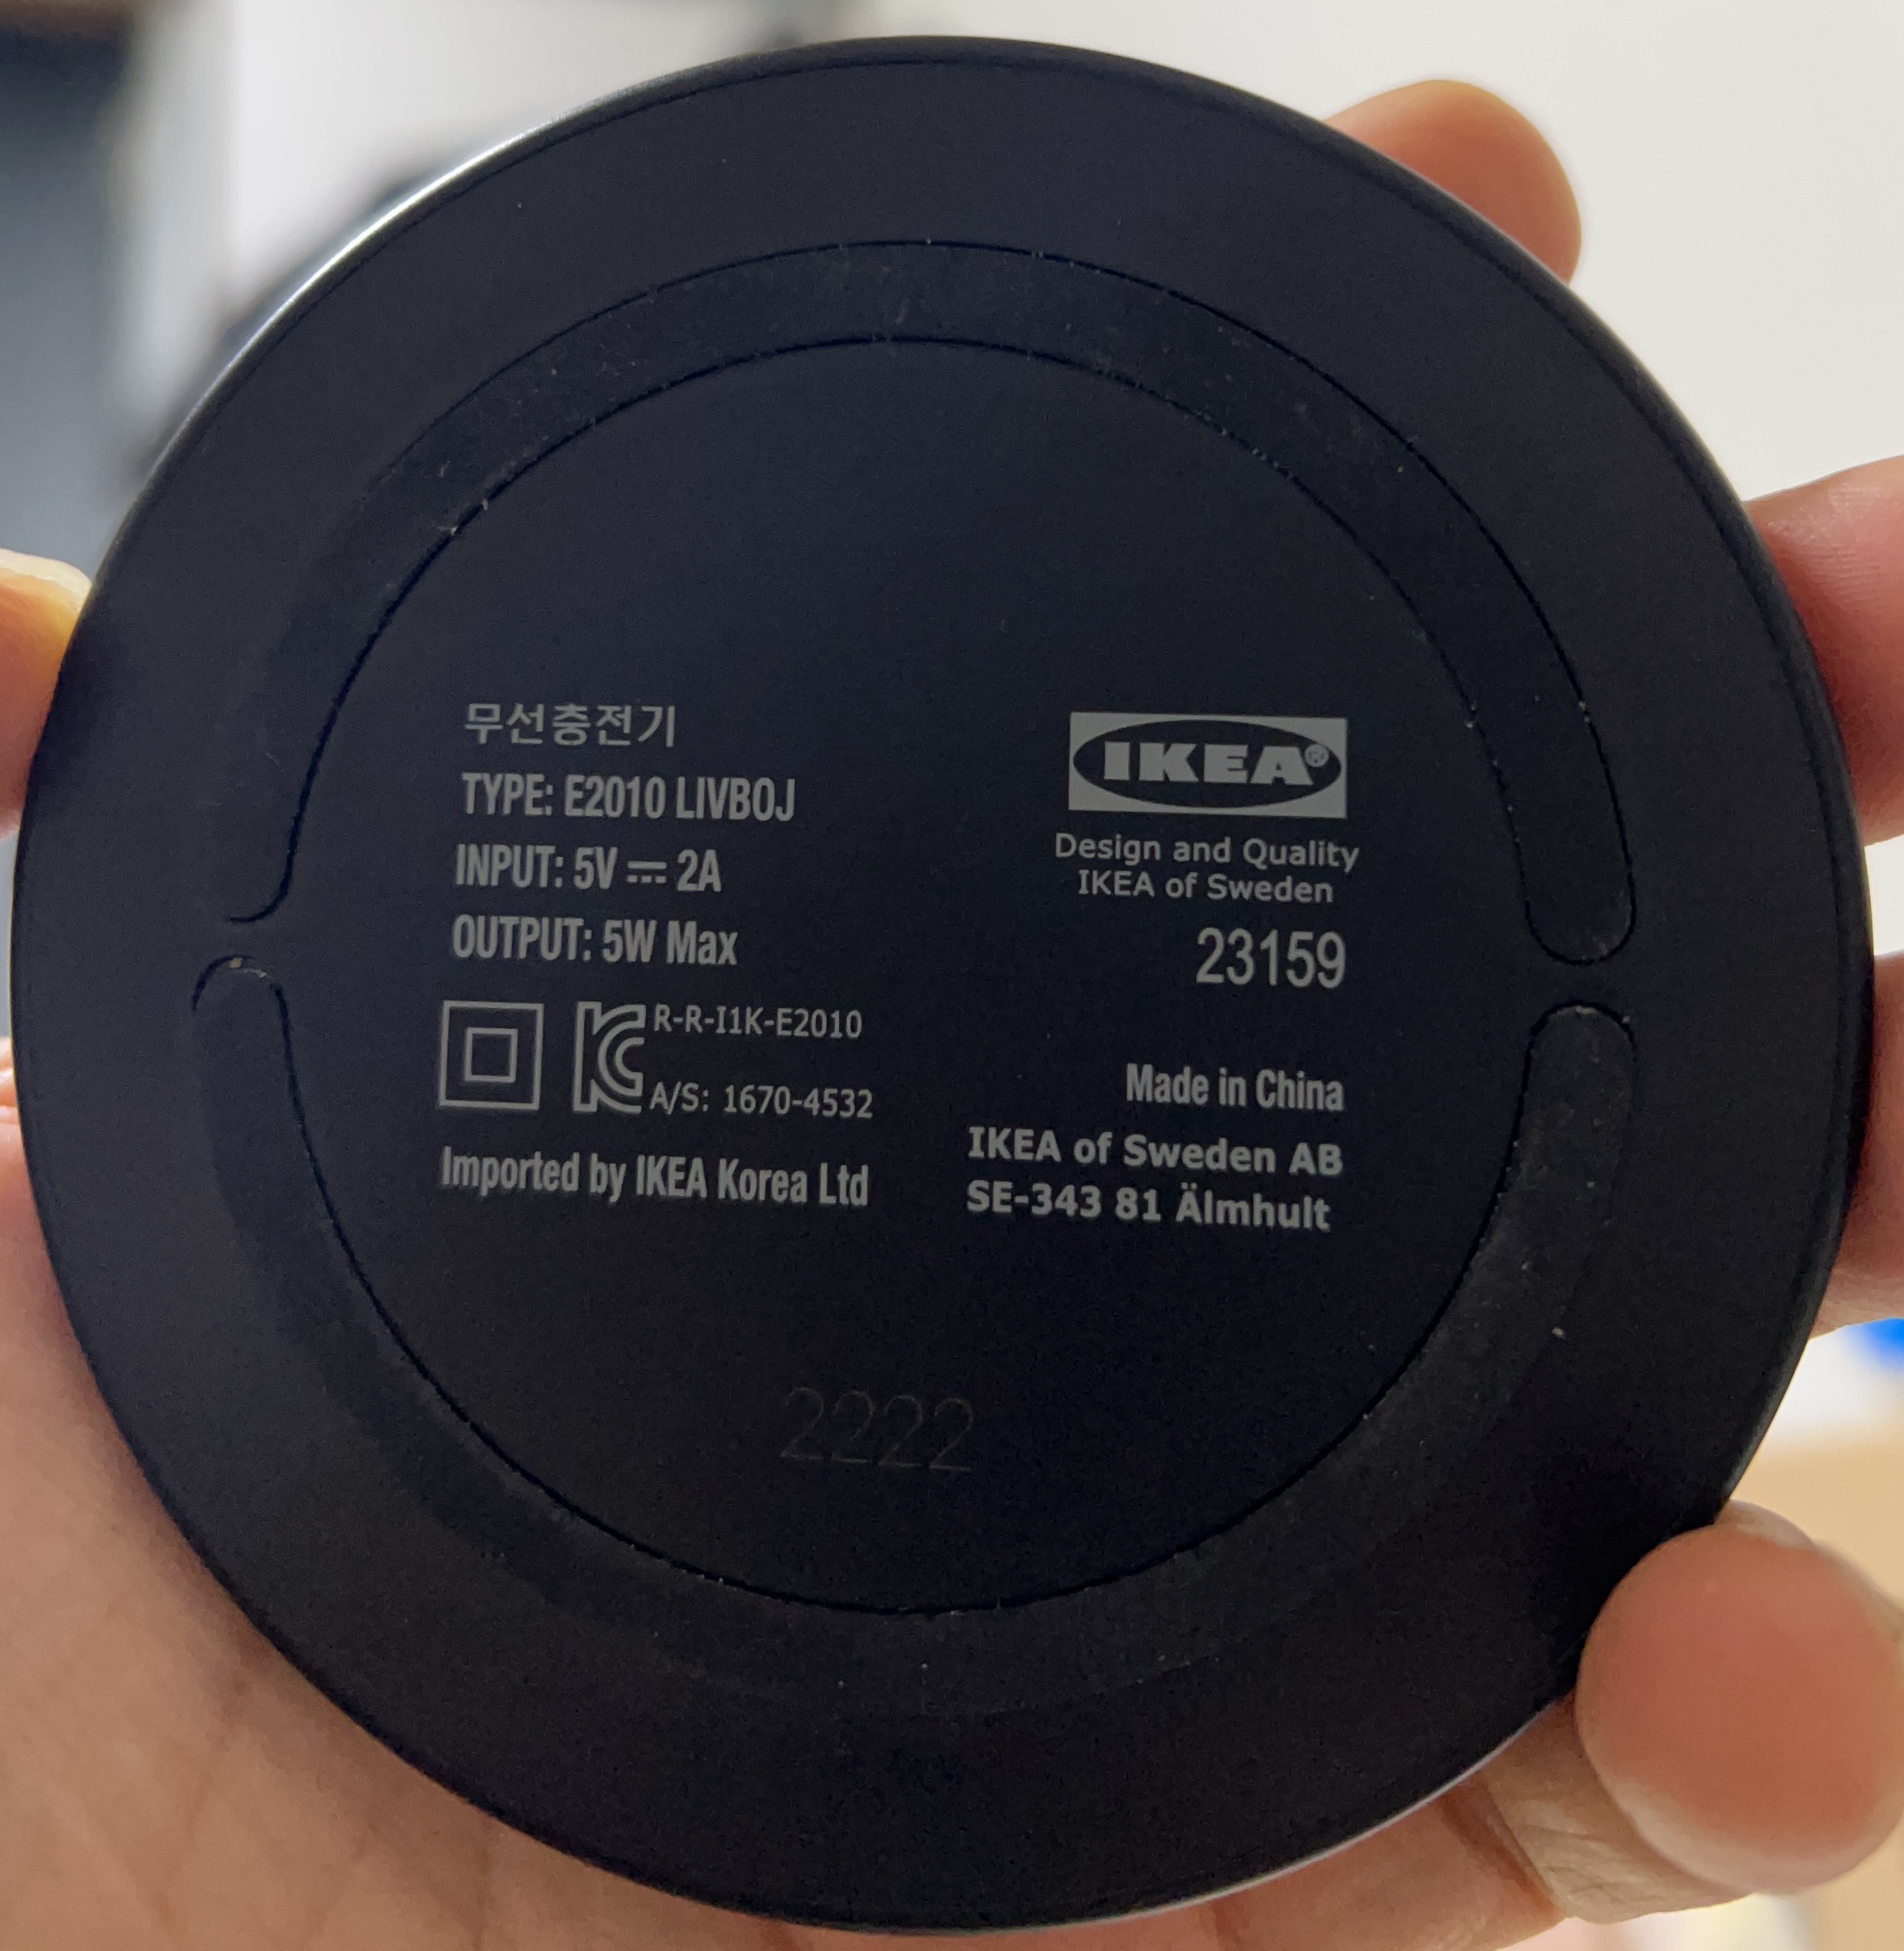 무선충전기
TYPE: E2010 LIVBOJ
INPUT: 5V ⎓ 2A
OUTPUT: 5W Max
R-R-I1K-E2010
A/S: 1670-4532
Imported by IKEA Korea Ltd
IKEA®
Design and Quality
IKEA of Sweden
23159
Made in China
IKEA of Sweden AB
SE-343 81 Älmhult
2222